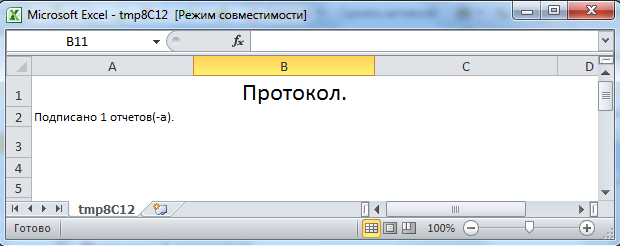 Microsoft Excel - tmp8C12 [Режим совместимости]
B11 fx
A B C D
1 Протокол.
2 Подписано 1 отчетов(-а).
3
4
5
tmp8C12
Готово 100%